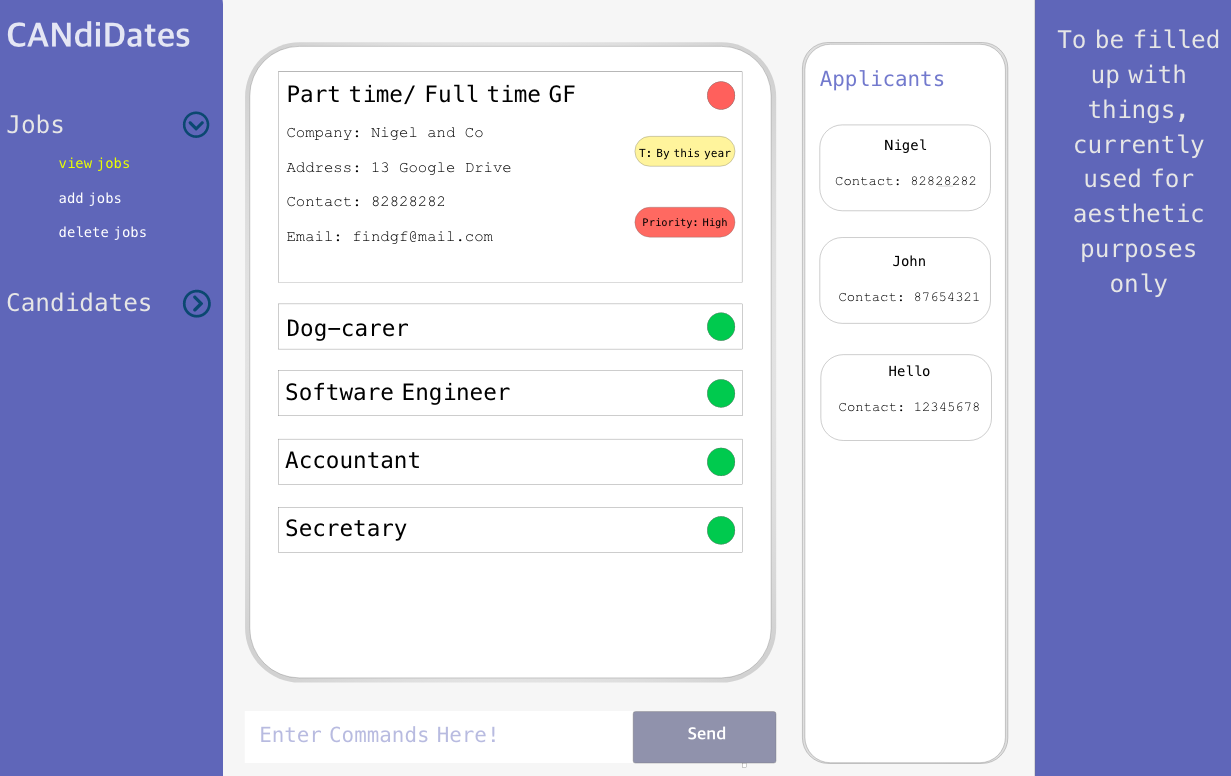 CANdiDates
Jobs
view jobs
add jobs
delete jobs
Candidates
Part time/ Full time GF
Company: Nigel and Co
Address: 13 Google Drive
Contact: 82828282
Email: findgf@mail.com
T: By this year
Priority: High
Dog-carer
Software Engineer
Accountant
Secretary
Enter Commands Here!
Send
Applicants
Nigel
Contact: 82828282
John
Contact: 87654321
Hello
Contact: 12345678
To be filled
up with
things,
currently
used for
aesthetic
purposes
only